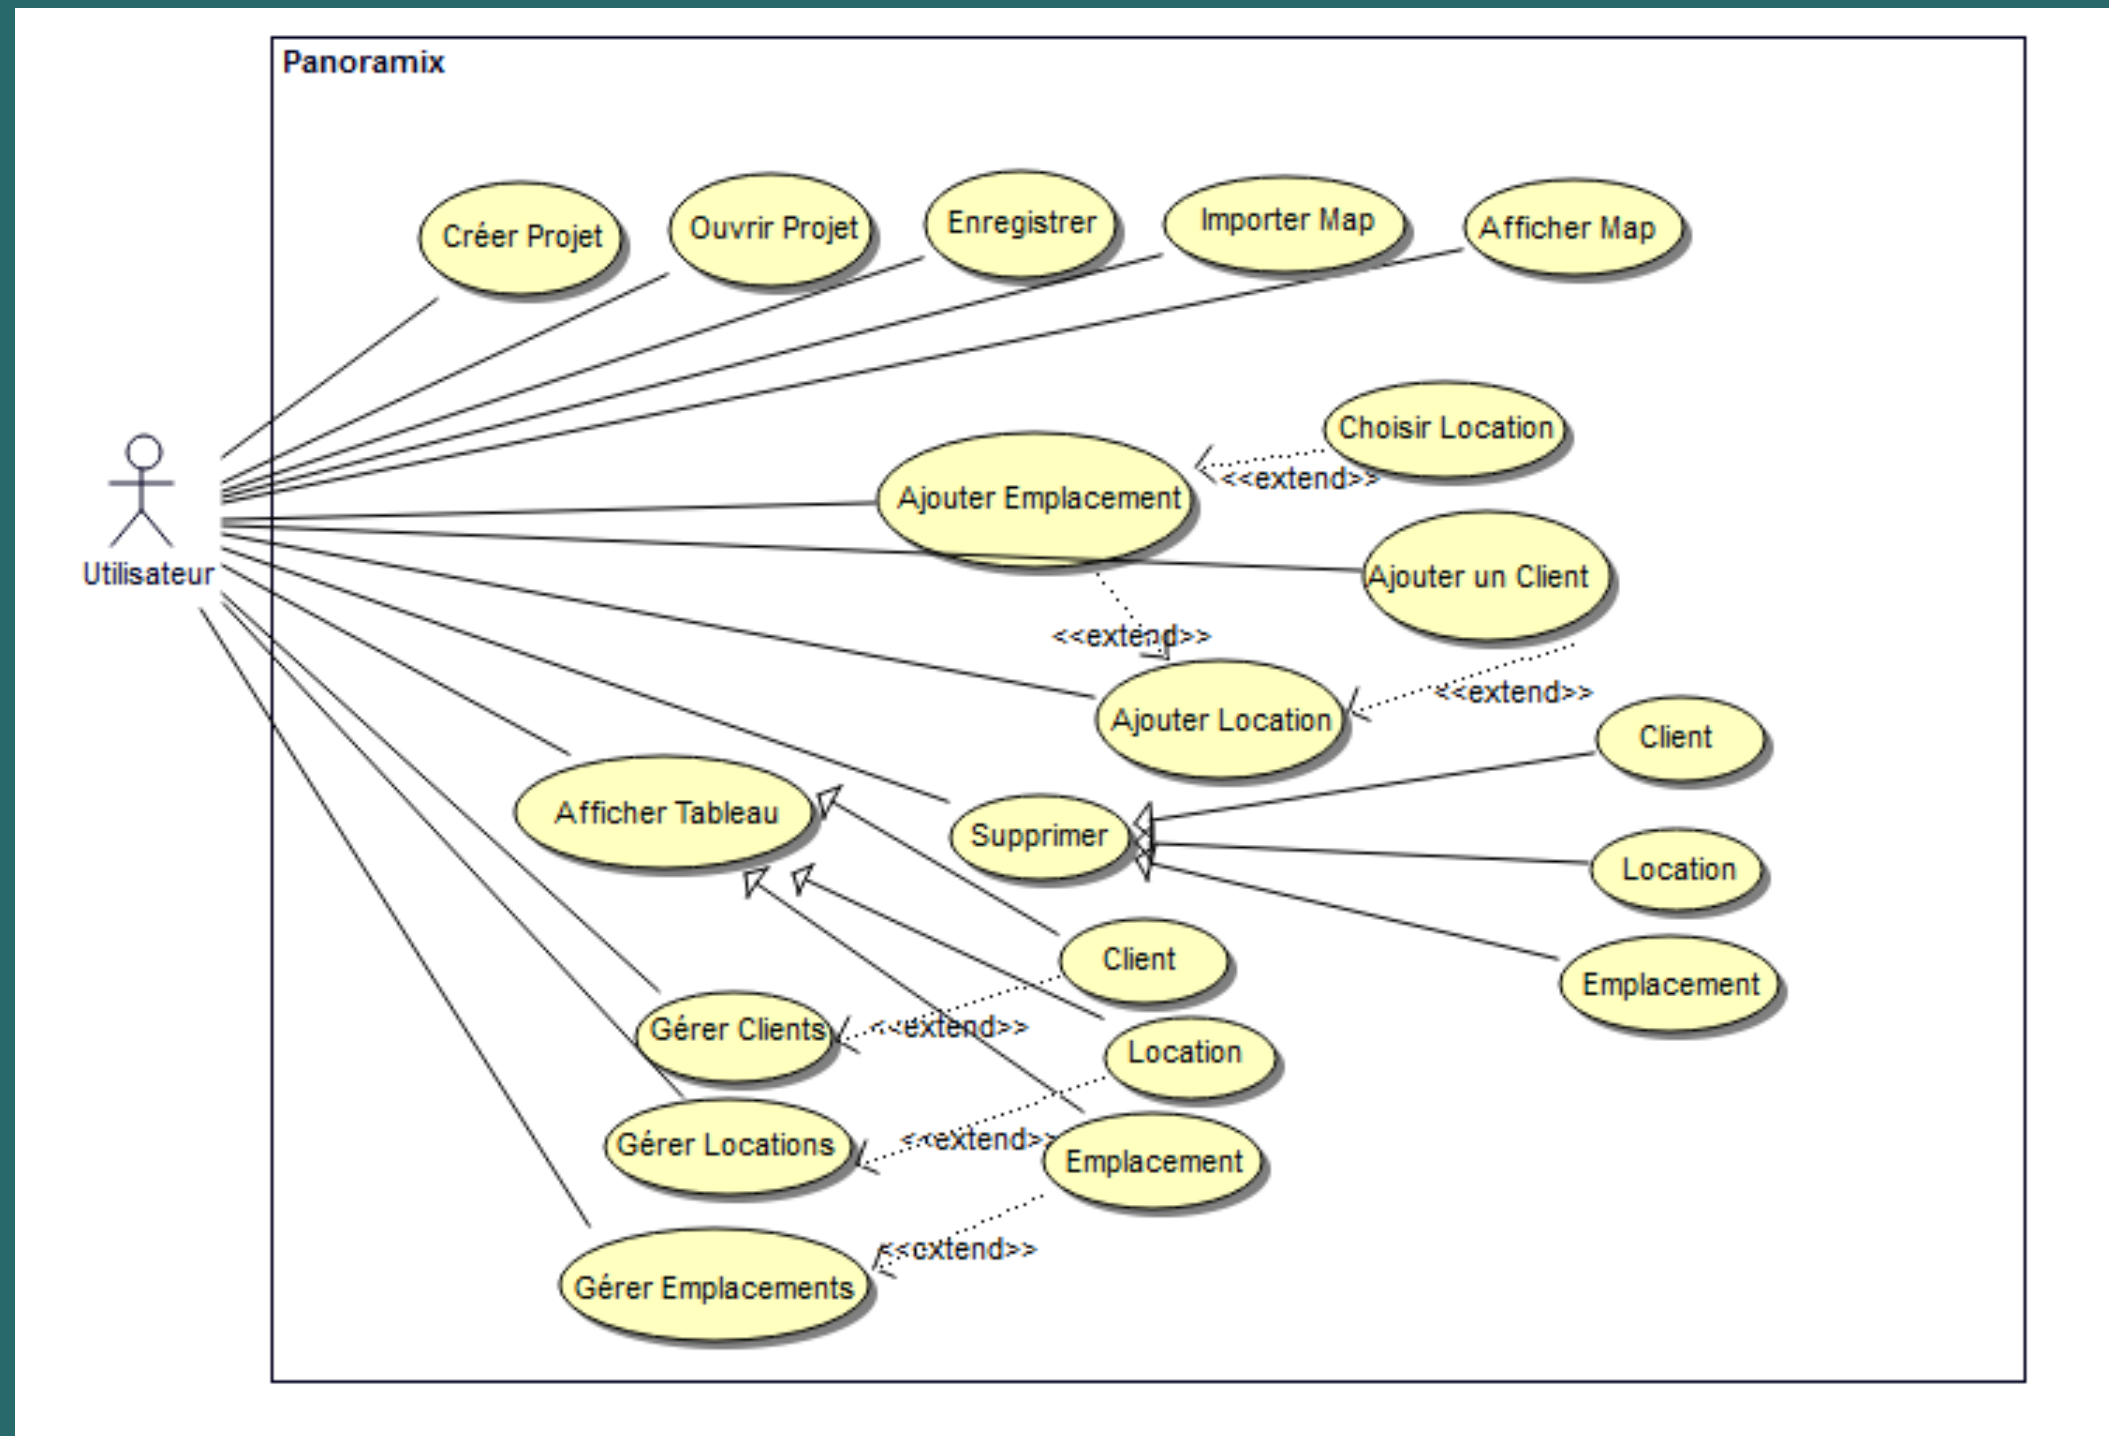 Panoramix
Créer Projet
Ouvrir Projet
Enregistrer
Importer Map
Afficher Map
Choisir Location
<<extend>>
Ajouter Emplacement
Ajouter un Client
Utilisateur
<<extend>>
<<extend>>
Ajouter Location
Client
Afficher Tableau
Supprimer
Location
Client
Emplacement
Gérer Clients
<<extend>>
Location
Gérer Locations
<<extend>>
Emplacement
<<extend>>
Gérer Emplacements